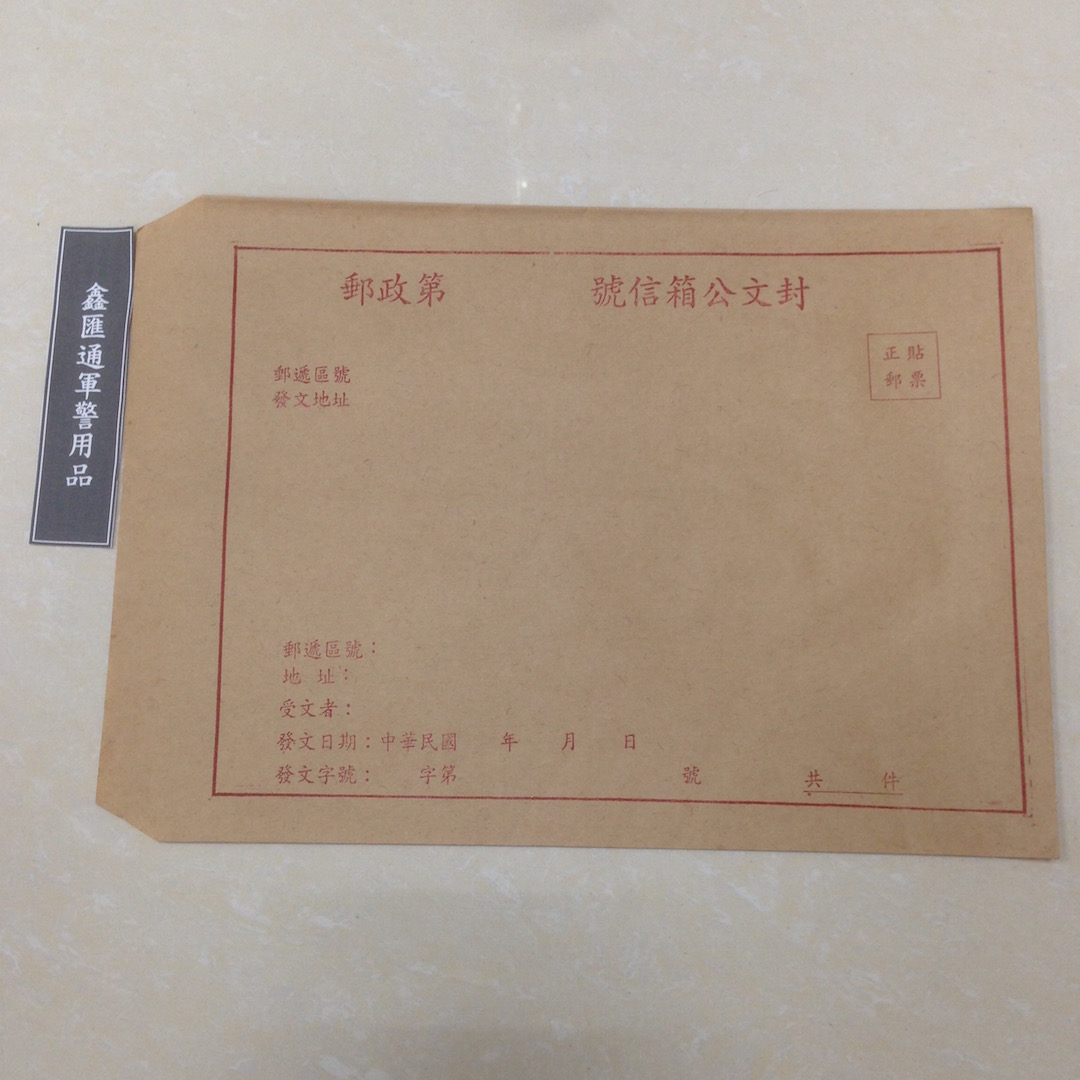 鑫匯通軍警用品
郵政第 號信箱公文封
正貼
郵票
郵遞區號
發文地址
郵遞區號：
地 址：
受文者：
發文日期：中華民國 年 月 日
發文字號： 字第 號 共 件